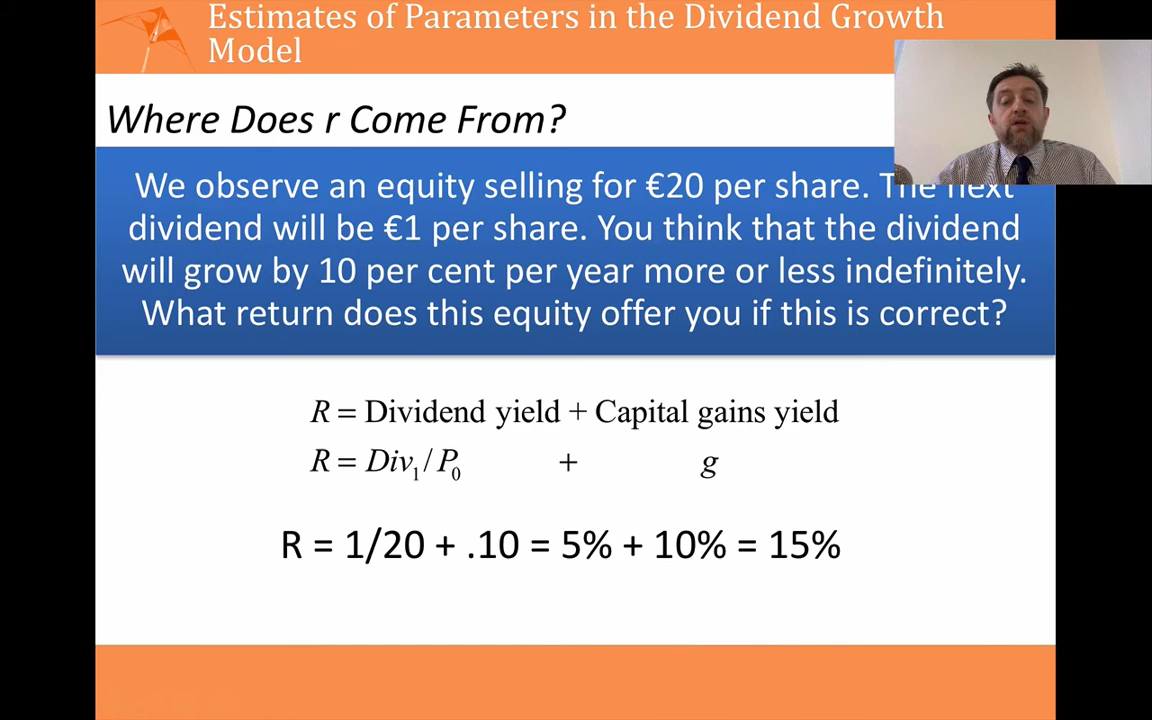 Estimates of Parameters in the Dividend Growth
Model
Where Does r Come From?
We observe an equity selling for €20 per share. The next
dividend will be €1 per share. You think that the dividend
will grow by 10 per cent per year more or less indefinitely.
What return does this equity offer you if this is correct?
R = Dividend yield + Capital gains yield
R = Div₁ / P₀ + g
R = 1/20 + .10 = 5% + 10% = 15%